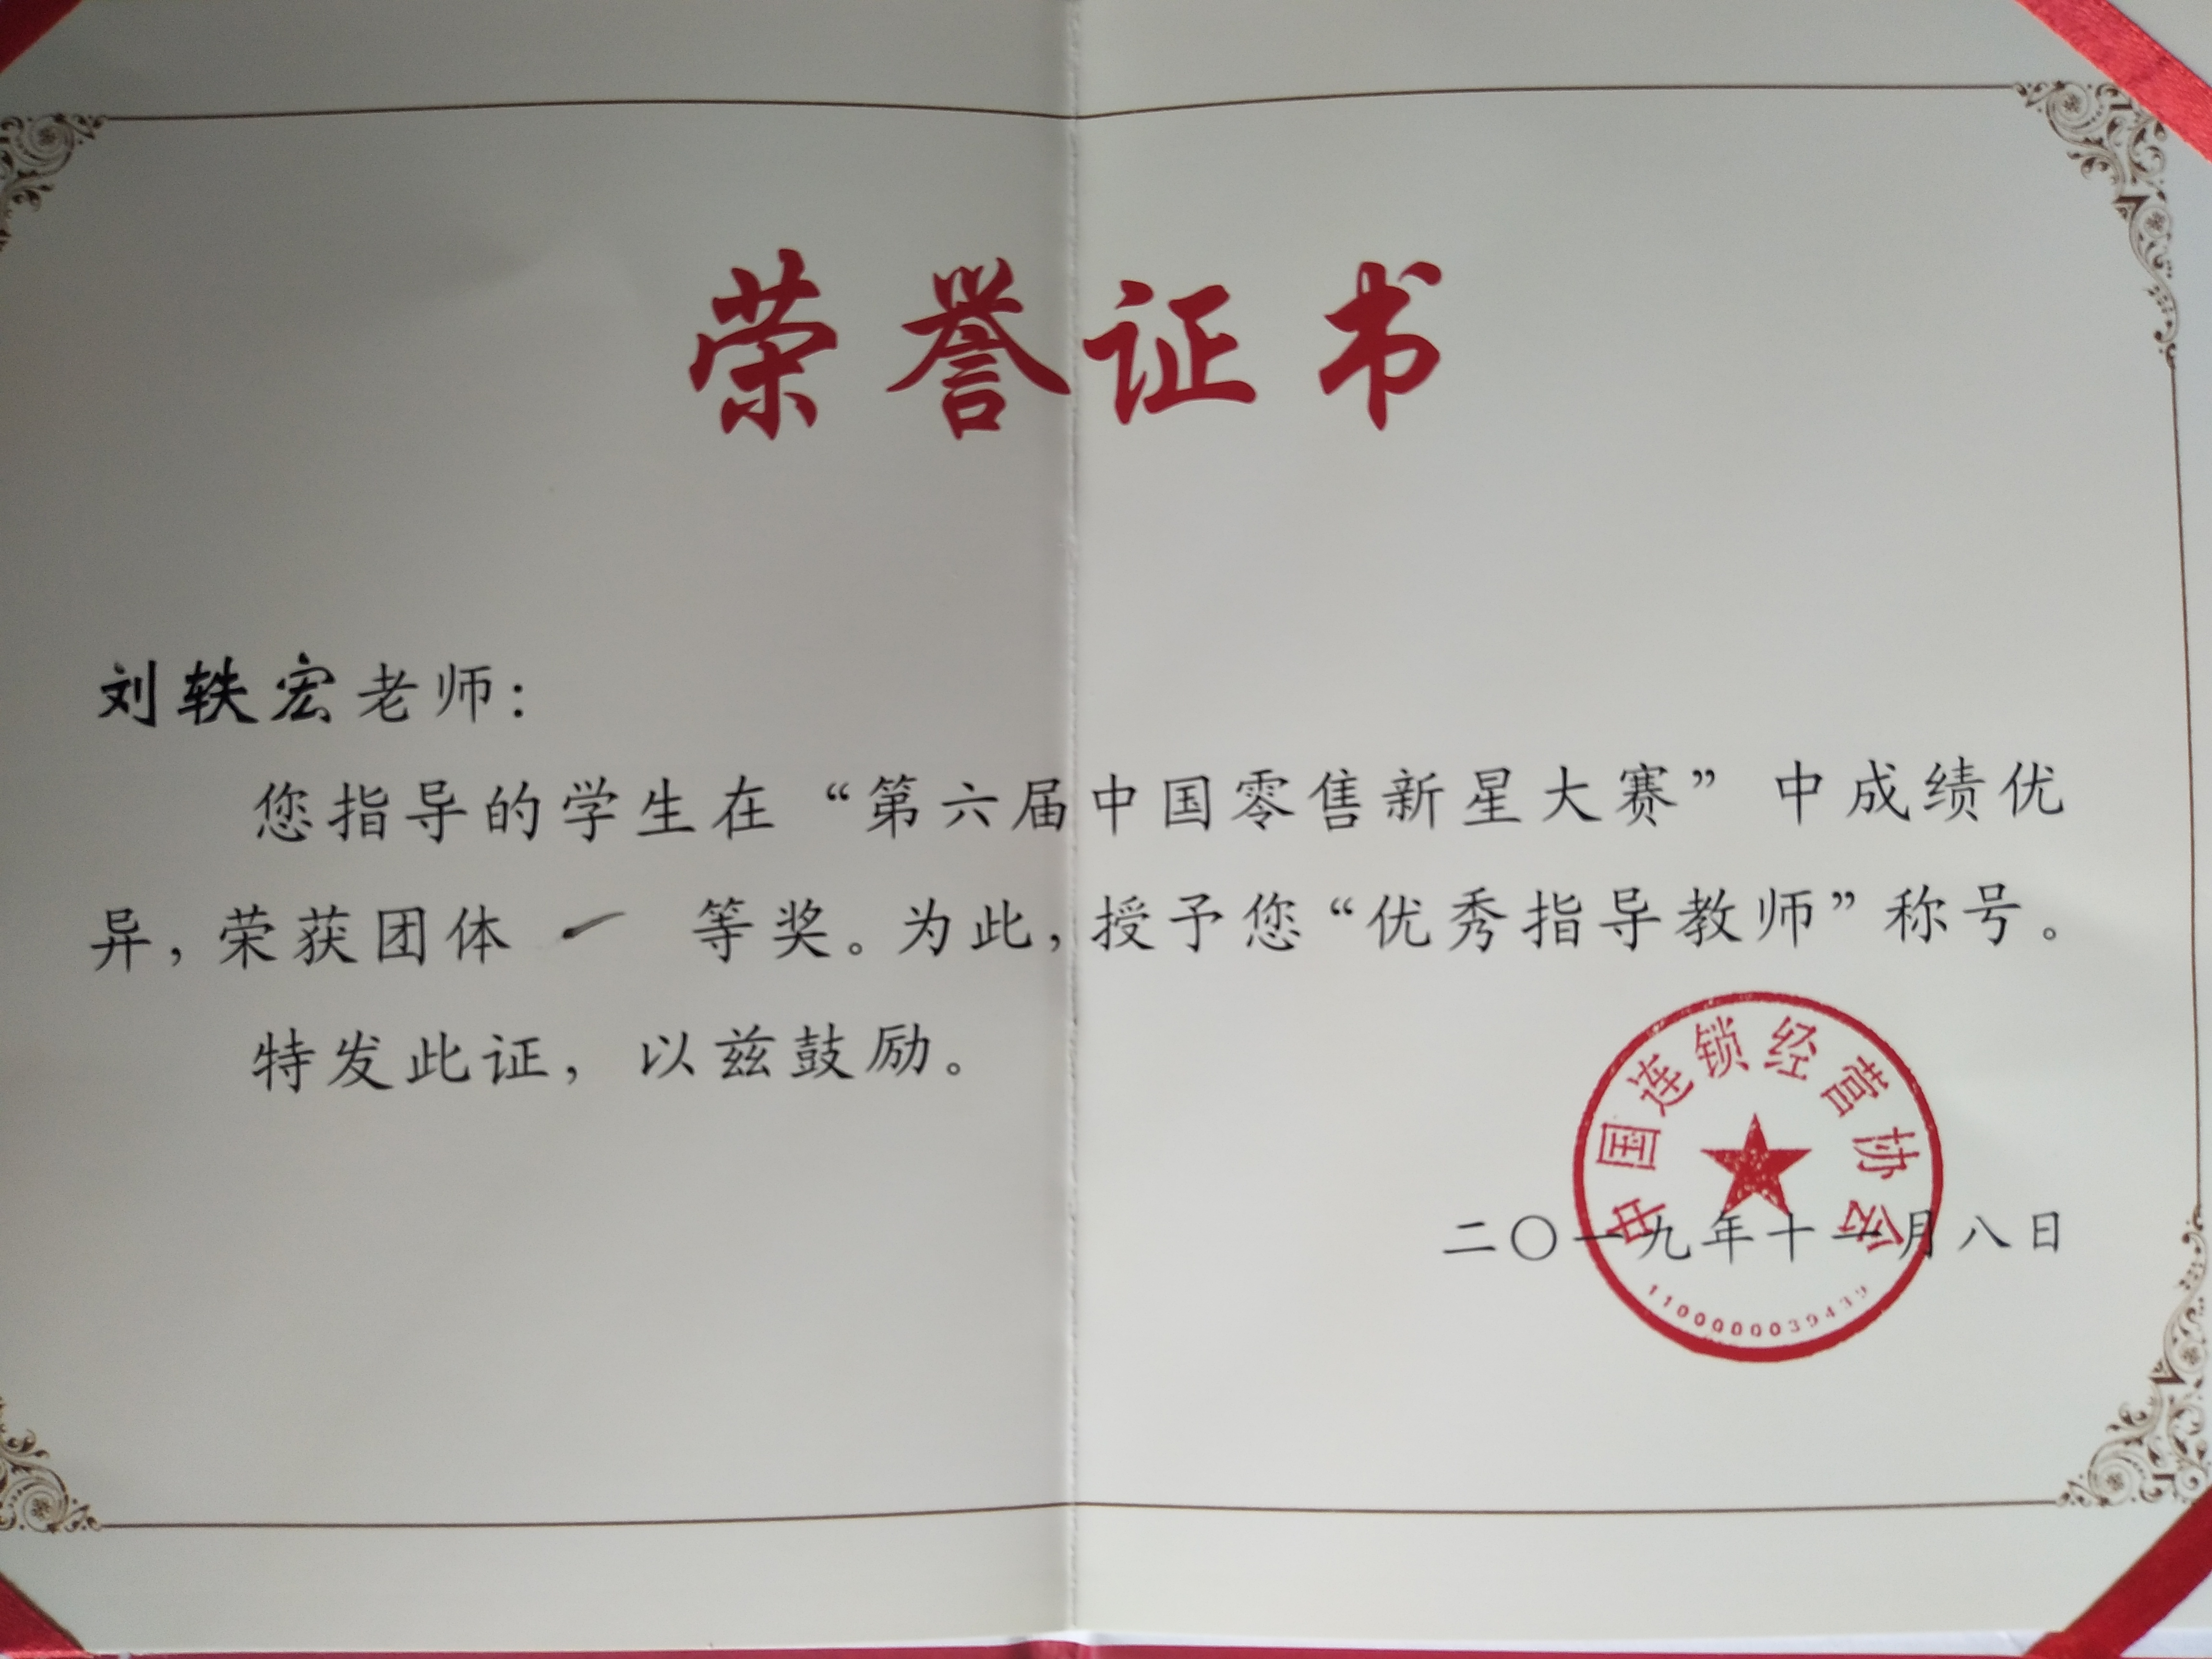 荣誉证书
刘轶宏老师：
您指导的学生在“第六届中国零售新星大赛”中成绩优
异，荣获团体一等奖。为此，授予您“优秀指导教师”称号。
特发此证，以兹鼓励。
中国连锁经营协会
二〇一九年十一月八日
1100000039439